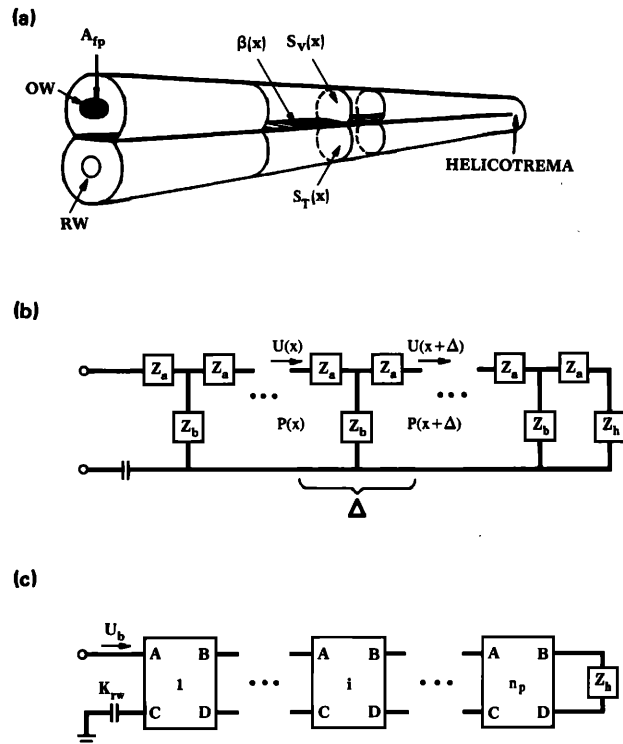 (a)
A_fp
OW
β(x)
S_V(x)
HELICOTREMA
RW
S_T(x)
(b)
U(x) U(x+Δ)
Z_a Z_a Z_a Z_a Z_a Z_a
••• •••
Z_b P(x) Z_b P(x+Δ) Z_b Z_h
Δ
(c)
U_b
A B A B A B
1 ••• i ••• n_p Z_h
K_rw
C D C D C D